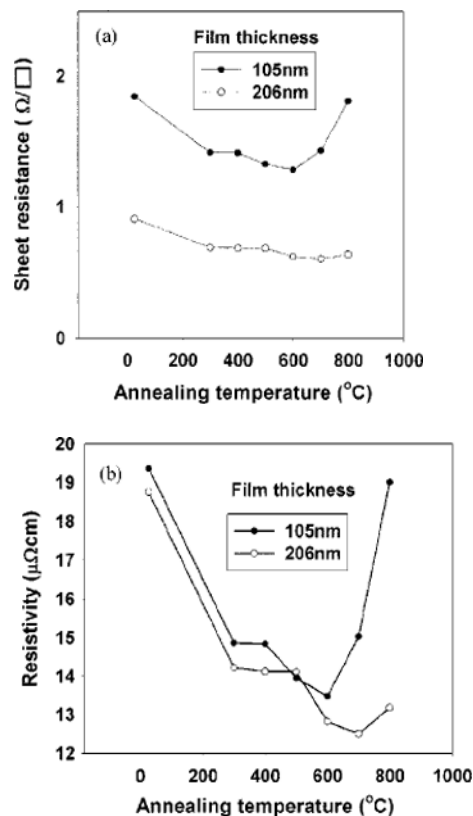 (a)
Film thickness
105nm
206nm
Sheet resistance ( Ω/□)
2
1
0
0 200 400 600 800 1000
Annealing temperature (°C)
(b)
Film thickness
105nm
206nm
Resistivity (μΩcm)
20
19
18
17
16
15
14
13
12
0 200 400 600 800 1000
Annealing temperature (°C)